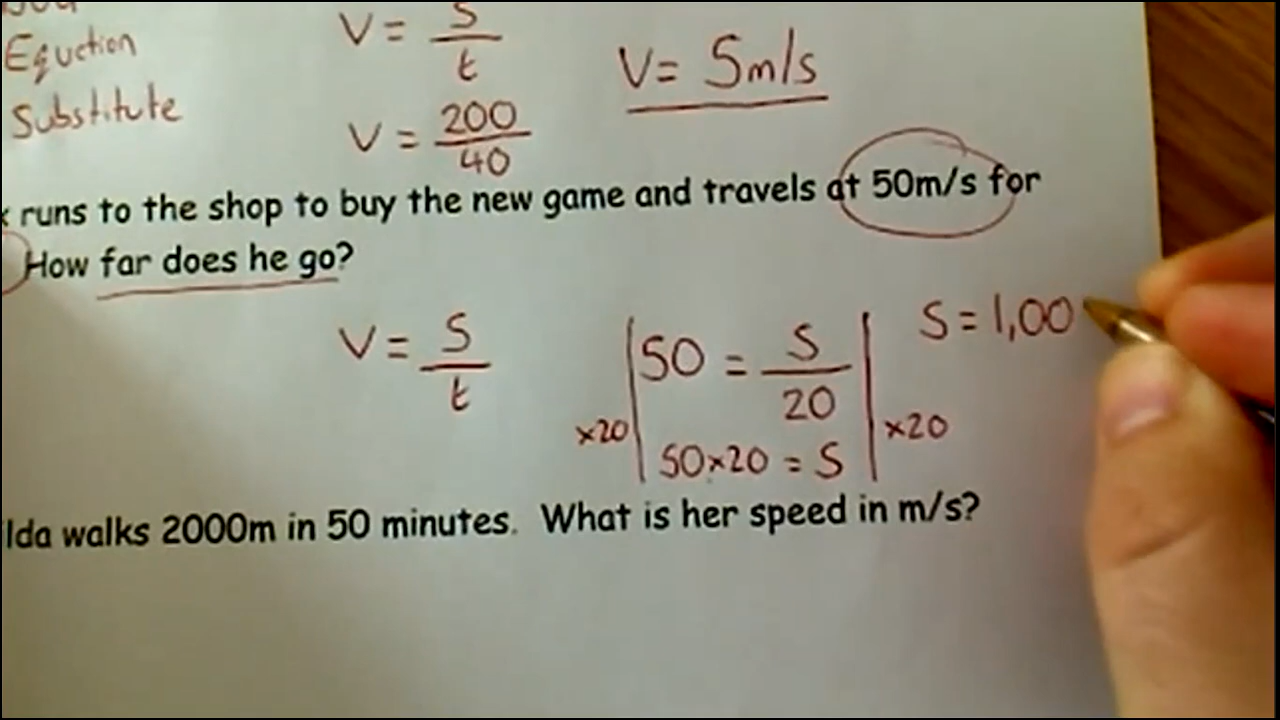 Equction
Substitute
V = S
t
V = 200
40
V = 5m/s
runs to the shop to buy the new game and travels at 50m/s for
How far does he go?
V = S
t
50 = S
20
×20
50×20 = S
×20
S = 1,00
lda walks 2000m in 50 minutes. What is her speed in m/s?